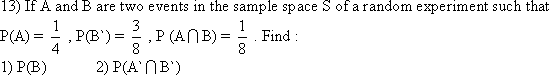 13) If A and B are two events in the sample space S of a random experiment such that
P(A) = 1/4 , P(B`) = 3/8 , P (A⋂B) = 1/8 . Find :
1) P(B) 2) P(A`⋂B`)